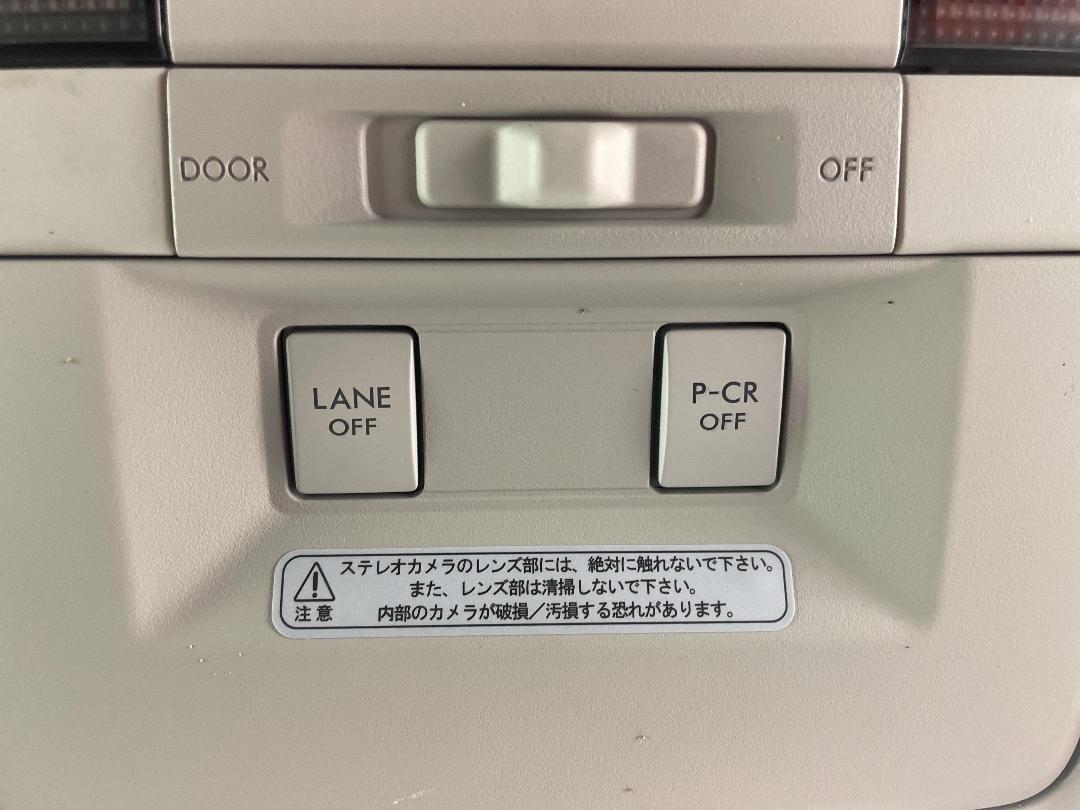 DOOR OFF
LANE
OFF
P-CR
OFF
ステレオカメラのレンズ部には、絶対に触れないで下さい。
また、レンズ部は清掃しないで下さい。
注意 内部のカメラが破損／汚損する恐れがあります。